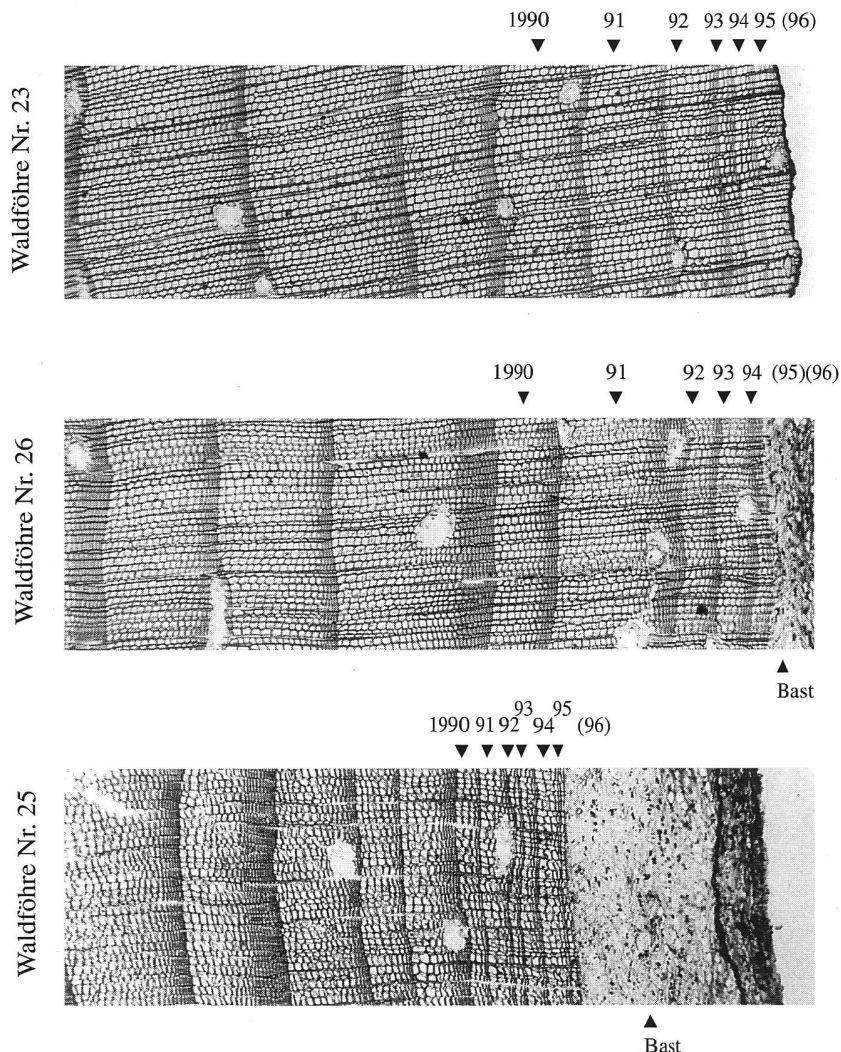 1990 91 92 93 94 95 (96)
Waldföhre Nr. 23
1990 91 92 93 94 (95)(96)
Waldföhre Nr. 26
Bast
93 95
1990 91 92 94 (96)
Waldföhre Nr. 25
Bast